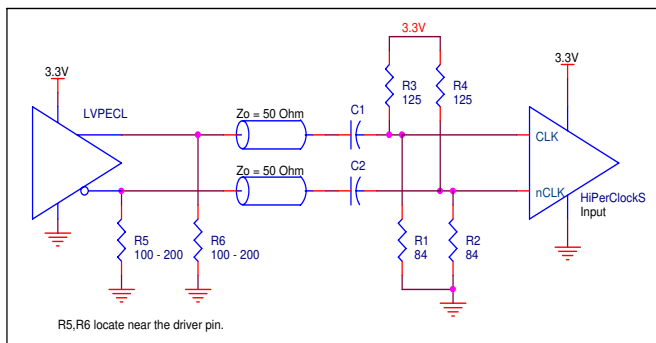 3.3V
3.3V
3.3V
R3
125
R4
125
LVPECL
Zo = 50 Ohm
C1
CLK
Zo = 50 Ohm
C2
nCLK
HiPerClockS
Input
R5
100 - 200
R6
100 - 200
R1
84
R2
84
R5,R6 locate near the driver pin.